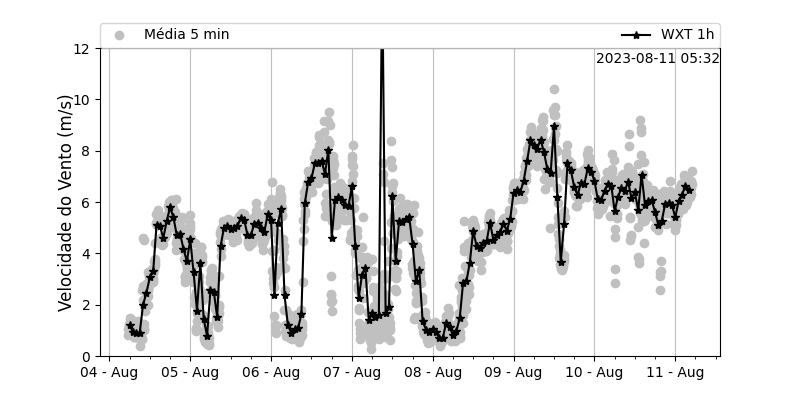 Média 5 min
WXT 1h
2023-08-11 05:32
Velocidade do Vento (m/s)
12
10
8
6
4
2
0
04 - Aug
05 - Aug
06 - Aug
07 - Aug
08 - Aug
09 - Aug
10 - Aug
11 - Aug